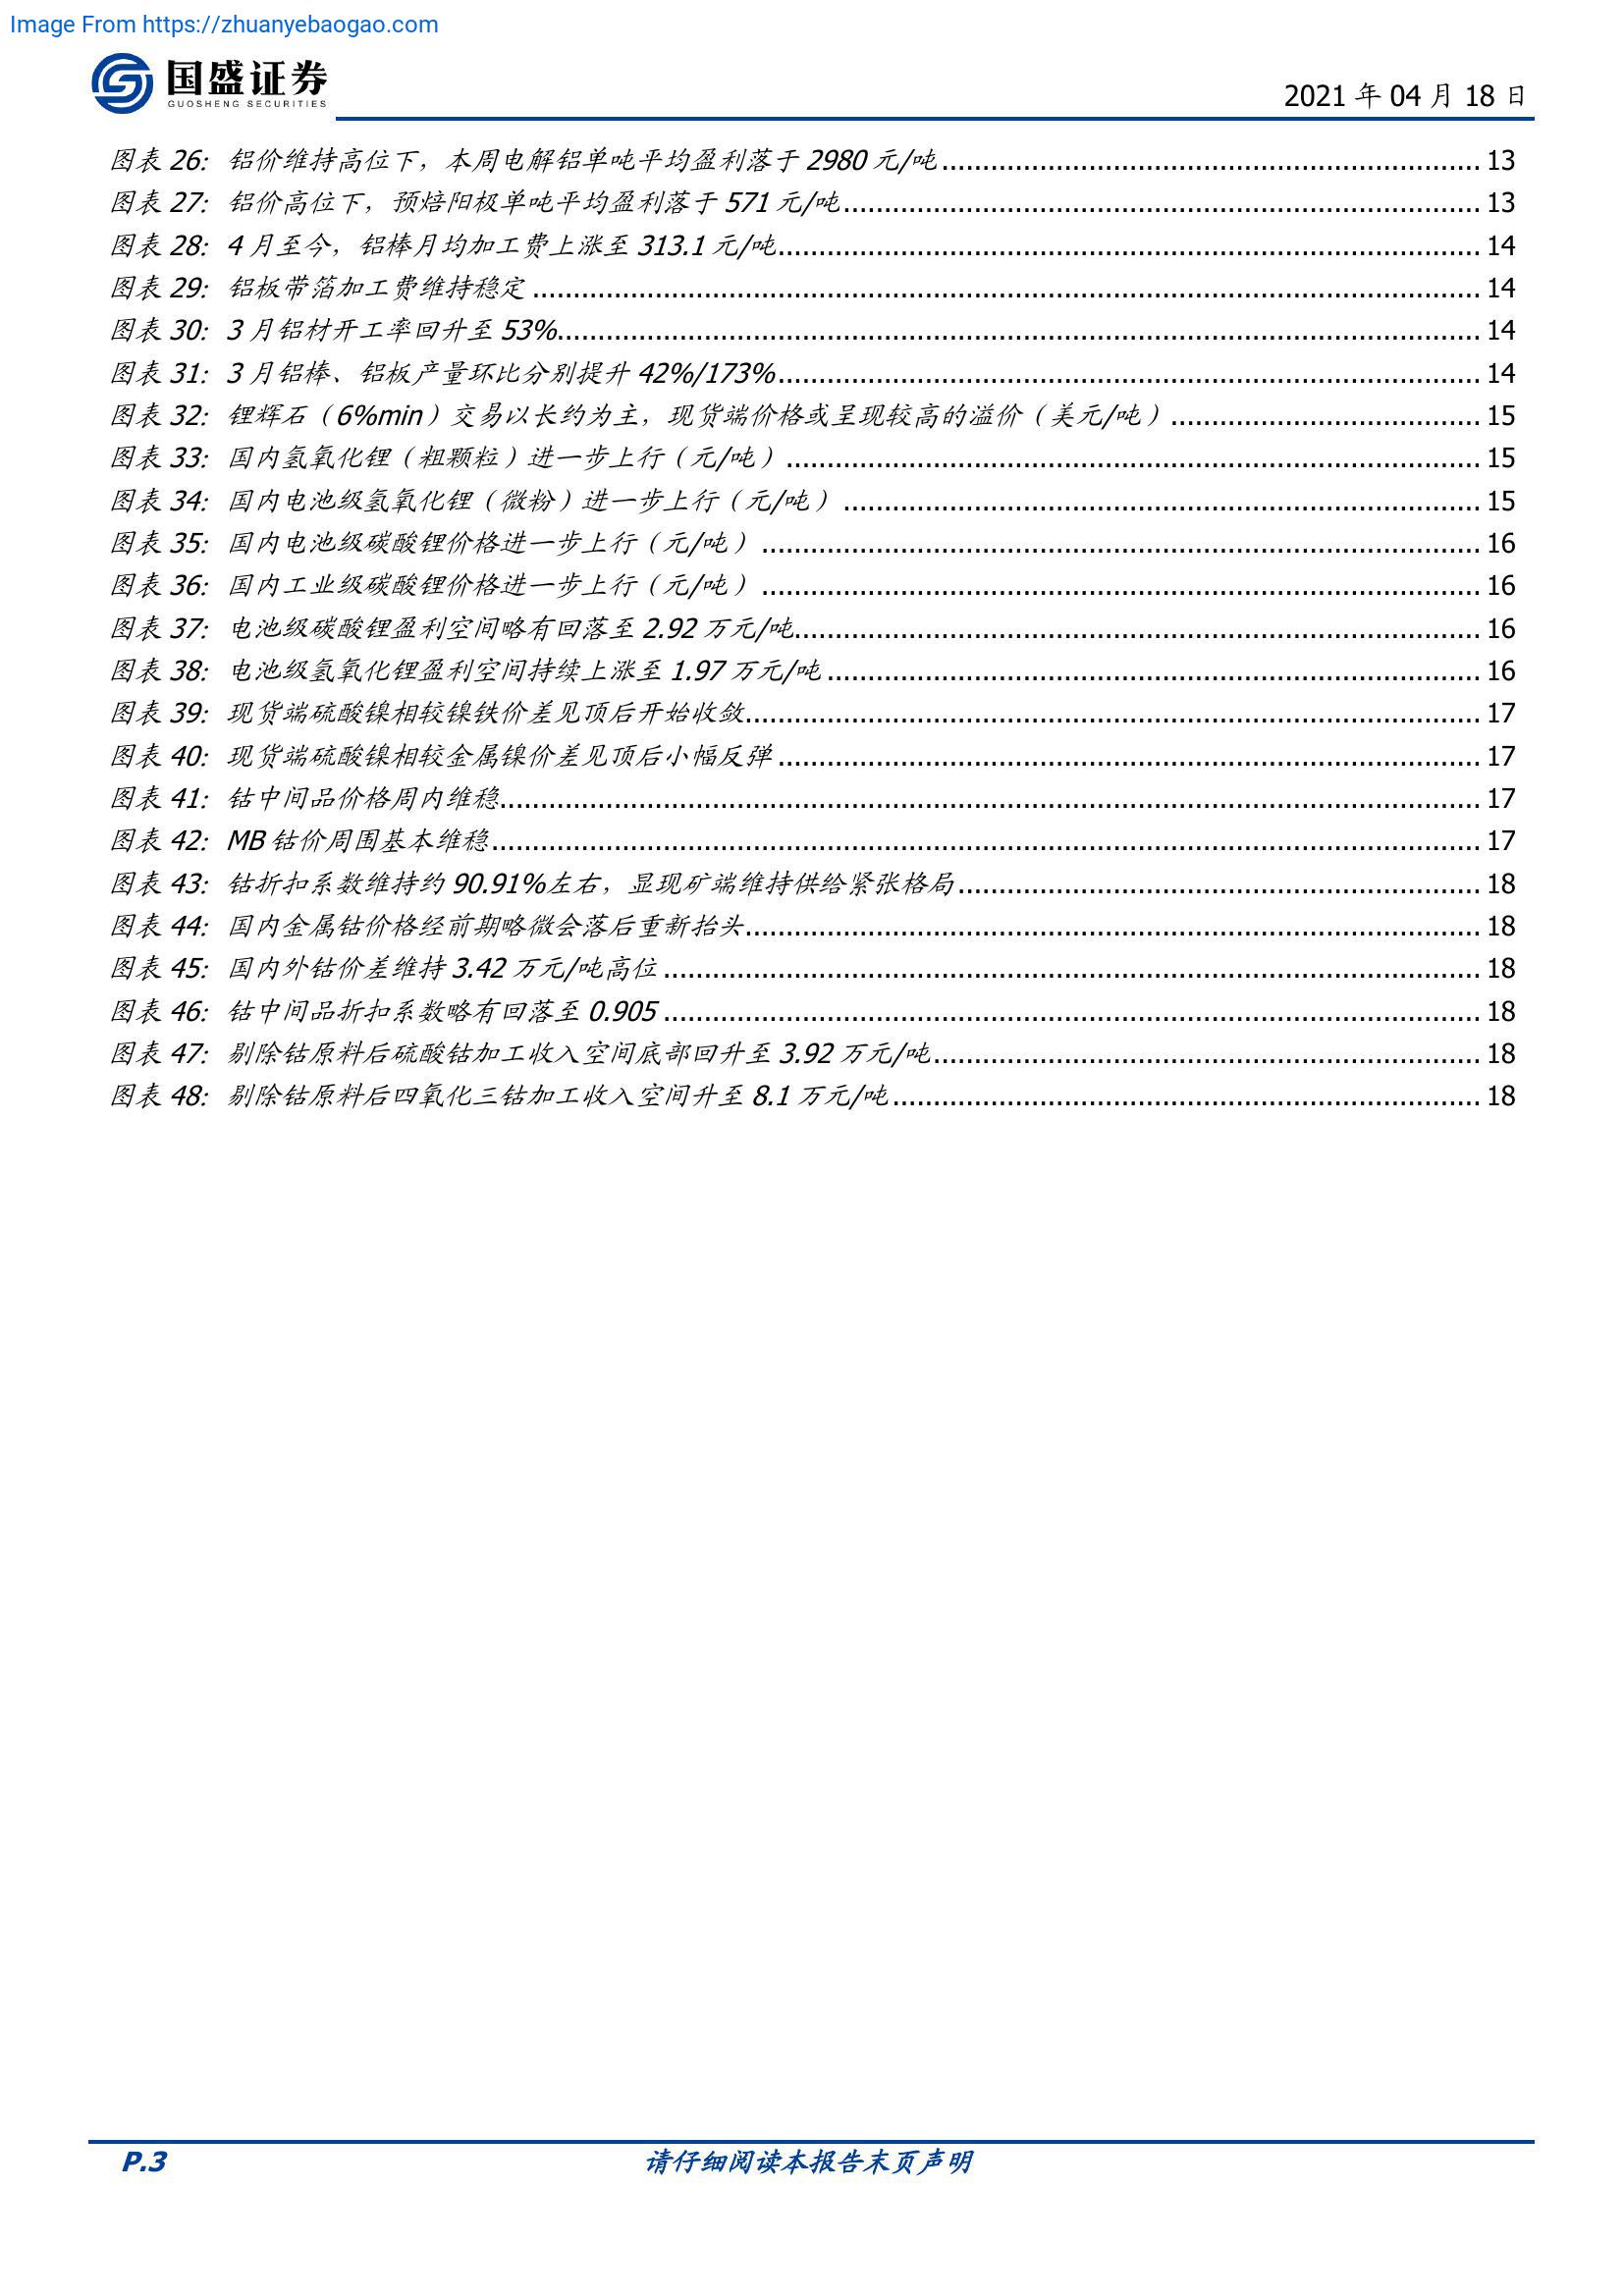 Image From https://zhuanyebaogao.com
国盛证券
GUOSHENG SECURITIES
2021 年 04 月 18 日
图表 26: 铝价维持高位下，本周电解铝单吨平均盈利落于 2980 元/吨 13
图表 27: 铝价高位下，预焙阳极单吨平均盈利落于 571 元/吨 13
图表 28: 4 月至今，铝棒月均加工费上涨至 313.1 元/吨 14
图表 29: 铝板带箔加工费维持稳定 14
图表 30: 3 月铝材开工率回升至 53% 14
图表 31: 3 月铝棒、铝板产量环比分别提升 42%/173% 14
图表 32: 锂辉石（6%min）交易以长约为主，现货端价格或呈现较高的溢价（美元/吨） 15
图表 33: 国内氢氧化锂（粗颗粒）进一步上行（元/吨） 15
图表 34: 国内电池级氢氧化锂（微粉）进一步上行（元/吨） 15
图表 35: 国内电池级碳酸锂价格进一步上行（元/吨） 16
图表 36: 国内工业级碳酸锂价格进一步上行（元/吨） 16
图表 37: 电池级碳酸锂盈利空间略有回落至 2.92 万元/吨 16
图表 38: 电池级氢氧化锂盈利空间持续上涨至 1.97 万元/吨 16
图表 39: 现货端硫酸镍相较镍铁价差见顶后开始收敛 17
图表 40: 现货端硫酸镍相较金属镍价差见顶后小幅反弹 17
图表 41: 钴中间品价格周内维稳 17
图表 42: MB 钴价周围基本维稳 17
图表 43: 钴折扣系数维持约 90.91%左右，显现矿端维持供给紧张格局 18
图表 44: 国内金属钴价格经前期略微会落后重新抬头 18
图表 45: 国内外钴价差维持 3.42 万元/吨高位 18
图表 46: 钴中间品折扣系数略有回落至 0.905 18
图表 47: 剔除钴原料后硫酸钴加工收入空间底部回升至 3.92 万元/吨 18
图表 48: 剔除钴原料后四氧化三钴加工收入空间升至 8.1 万元/吨 18
P.3
请仔细阅读本报告末页声明